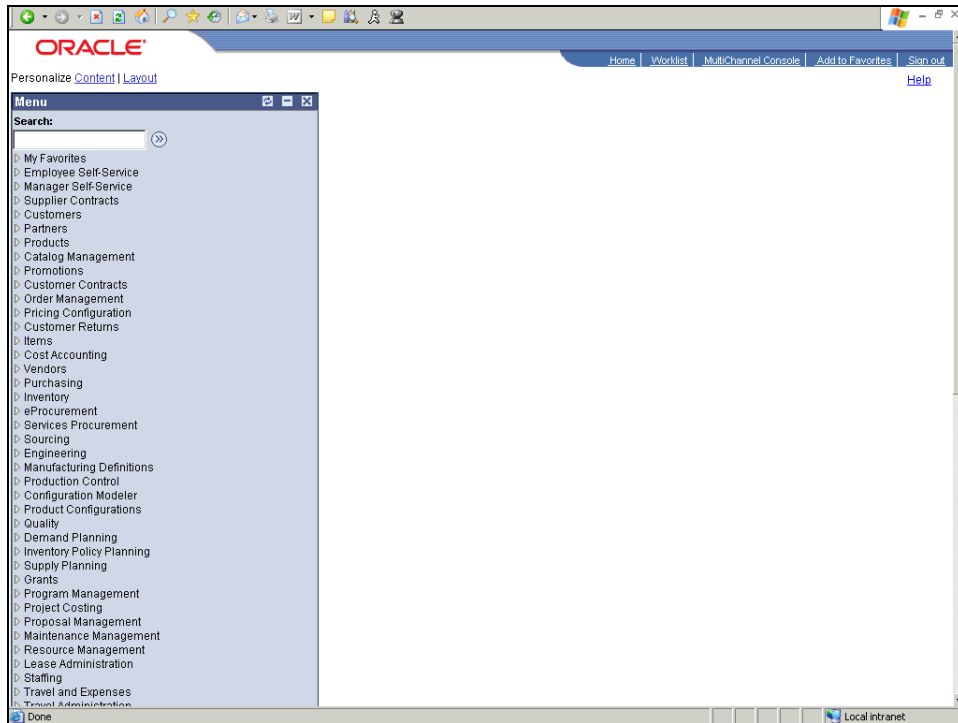 ORACLE'
Home Worklist MultiChannel Console Add to Favorites Sign out
Personalize Content | Layout
Help
Menu
Search:
My Favorites
Employee Self-Service
Manager Self-Service
Supplier Contracts
Customers
Partners
Products
Catalog Management
Promotions
Customer Contracts
Order Management
Pricing Configuration
Customer Returns
Items
Cost Accounting
Vendors
Purchasing
Inventory
eProcurement
Services Procurement
Sourcing
Engineering
Manufacturing Definitions
Production Control
Configuration Modeler
Product Configurations
Quality
Demand Planning
Inventory Policy Planning
Supply Planning
Grants
Program Management
Project Costing
Proposal Management
Maintenance Management
Resource Management
Lease Administration
Staffing
Travel and Expenses
Travel Administration
Done
Local intranet